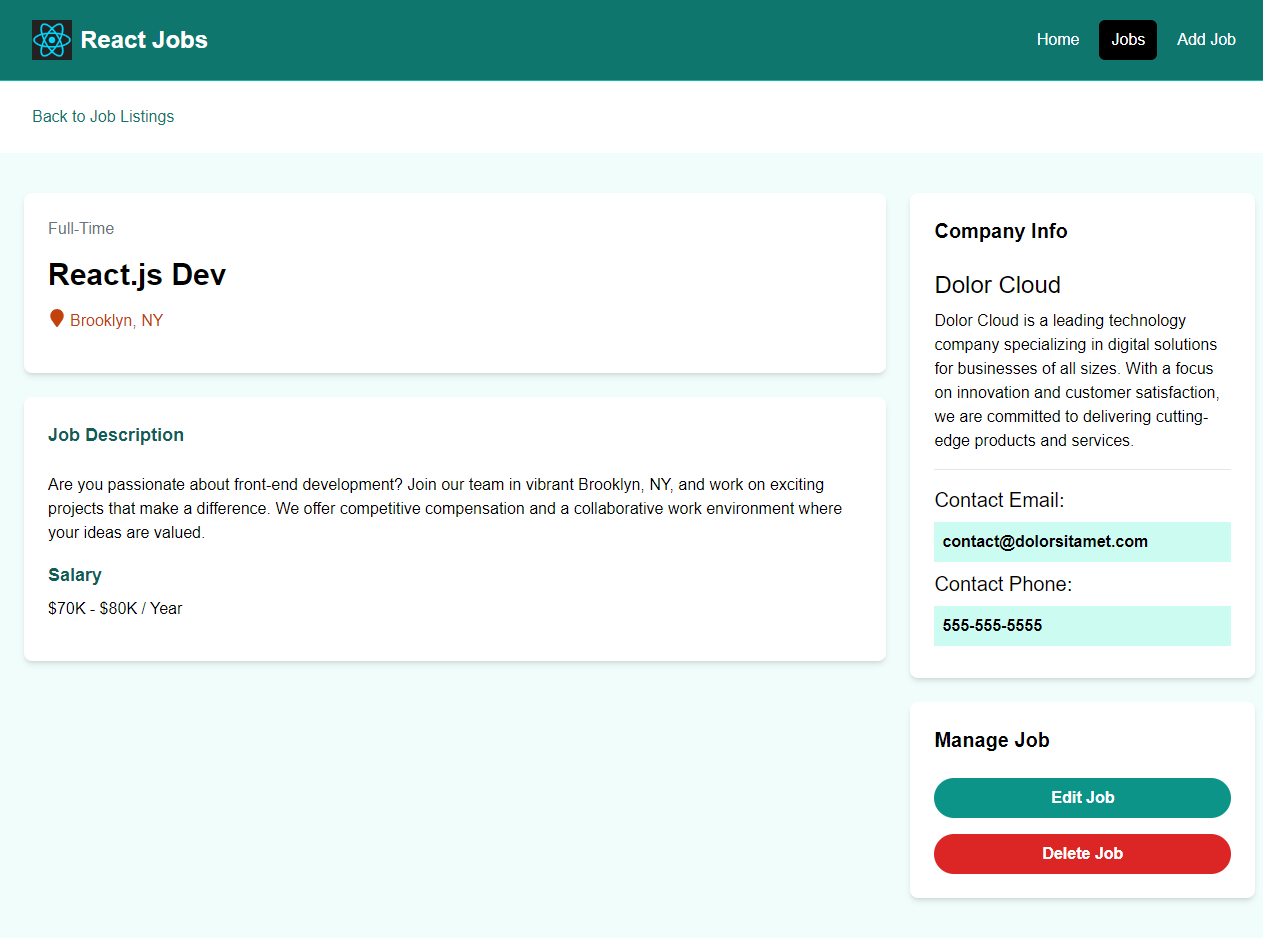 React Jobs
Home
Jobs
Add Job
Back to Job Listings
Full-Time
React.js Dev
Brooklyn, NY
Job Description
Are you passionate about front-end development? Join our team in vibrant Brooklyn, NY, and work on exciting
projects that make a difference. We offer competitive compensation and a collaborative work environment where
your ideas are valued.
Salary
$70K - $80K / Year
Company Info
Dolor Cloud
Dolor Cloud is a leading technology
company specializing in digital solutions
for businesses of all sizes. With a focus
on innovation and customer satisfaction,
we are committed to delivering cutting-
edge products and services.
Contact Email:
contact@dolorsitamet.com
Contact Phone:
555-555-5555
Manage Job
Edit Job
Delete Job